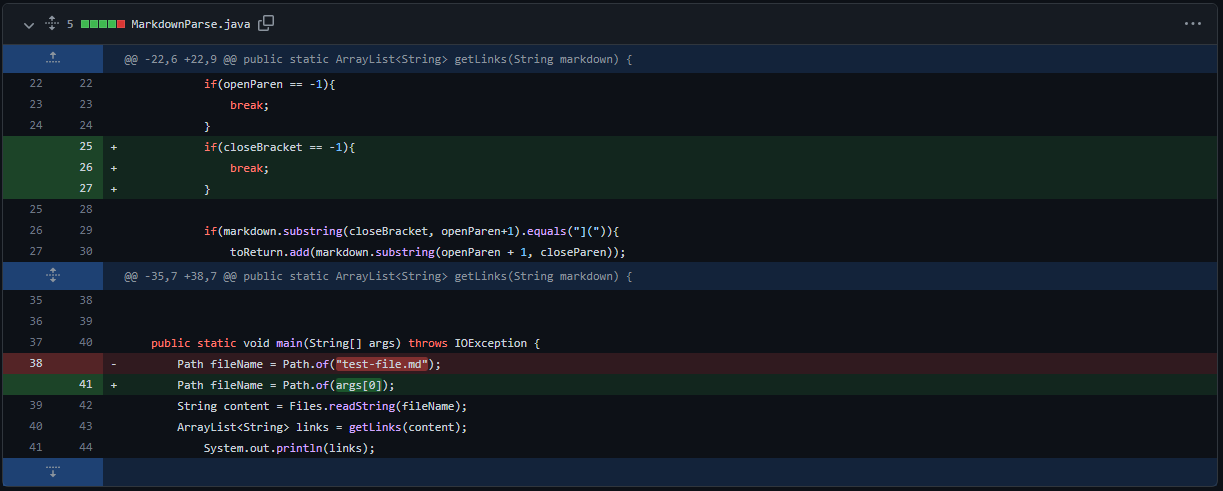 5 MarkdownParse.java
@@ -22,6 +22,9 @@ public static ArrayList<String> getLinks(String markdown) {
22 22 if(openParen == -1){
23 23 break;
24 24 }
25 + if(closeBracket == -1){
26 + break;
27 + }
25 28
26 29 if(markdown.substring(closeBracket, openParen+1).equals("](")){
27 30 toReturn.add(markdown.substring(openParen + 1, closeParen));
@@ -35,7 +38,7 @@ public static ArrayList<String> getLinks(String markdown) {
35 38
36 39
37 40 public static void main(String[] args) throws IOException {
38 - Path fileName = Path.of("test-file.md");
41 + Path fileName = Path.of(args[0]);
39 42 String content = Files.readString(fileName);
40 43 ArrayList<String> links = getLinks(content);
41 44 System.out.println(links);